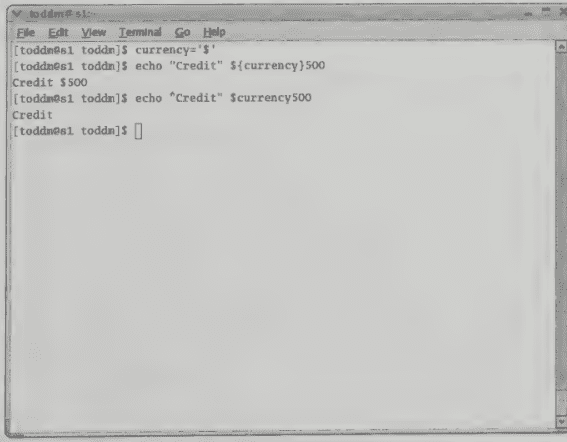 toddm@s1:~
File Edit View Terminal Go Help
[toddm@s1 toddm]$ currency='$'
[toddm@s1 toddm]$ echo "Credit" ${currency}500
Credit $500
[toddm@s1 toddm]$ echo "Credit" $currency500
Credit
[toddm@s1 toddm]$